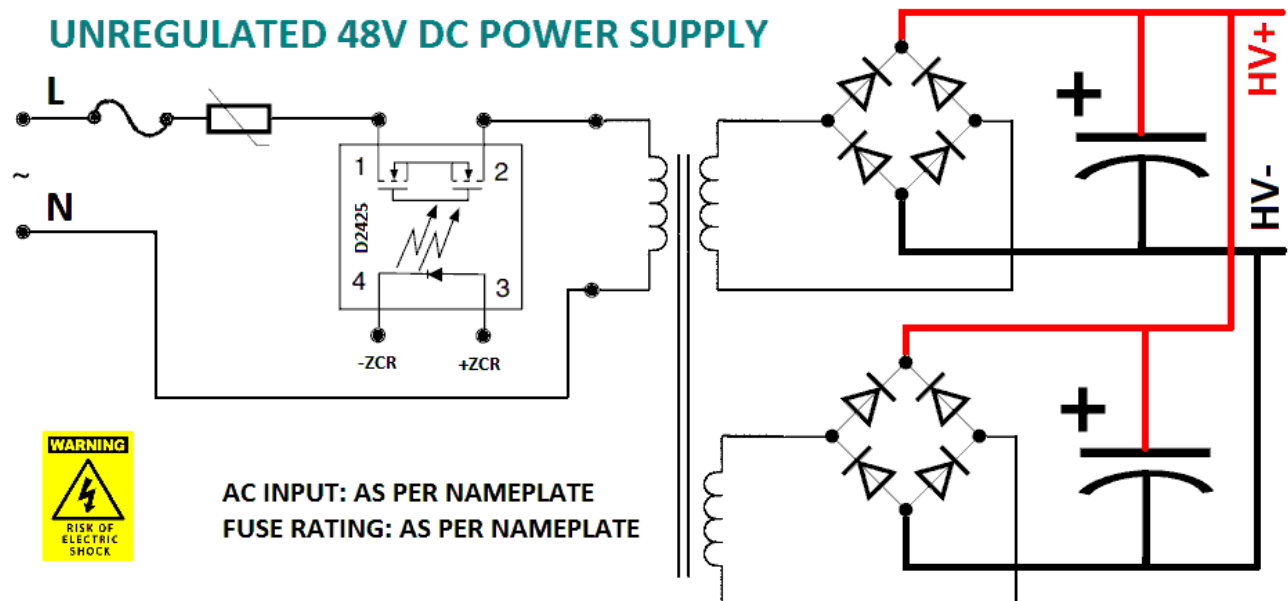 UNREGULATED 48V DC POWER SUPPLY
L
~
N
1
2
D2425
4
3
-ZCR
+ZCR
+
HV+
HV-
+
WARNING
RISK OF
ELECTRIC
SHOCK
AC INPUT: AS PER NAMEPLATE
FUSE RATING: AS PER NAMEPLATE